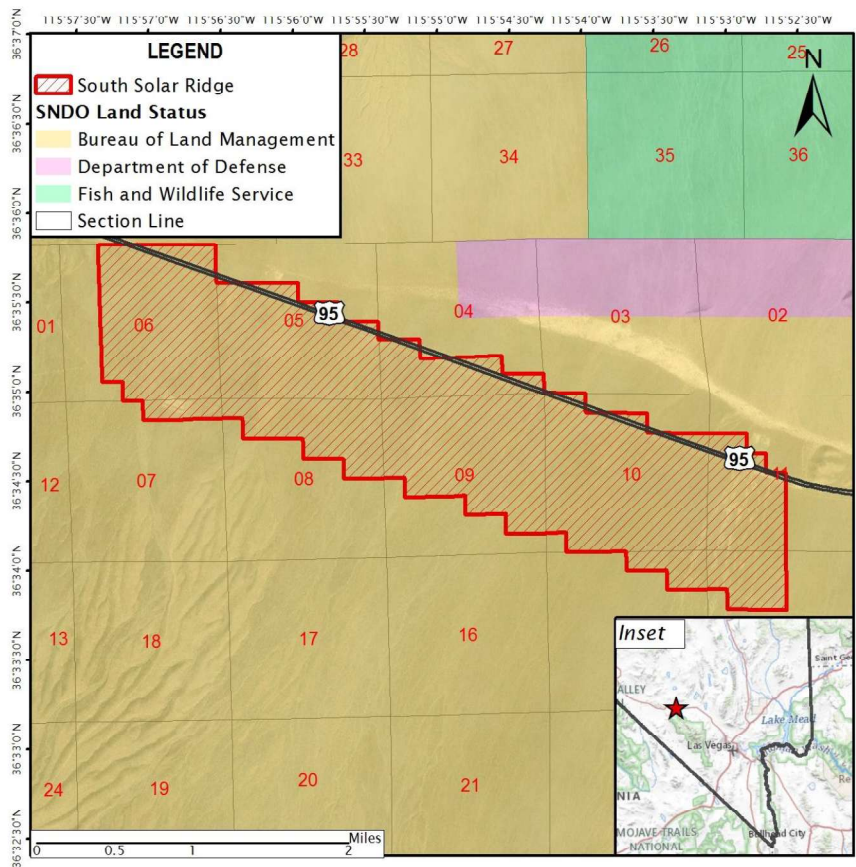 115°57'30"W 115°57'0"W 115°56'30"W 115°56'0"W 115°55'30"W 115°55'0"W 115°54'30"W 115°54'0"W 115°53'30"W 115°53'0"W 115°52'30"W
36°37'0"N
36°36'30"N
36°36'0"N
36°35'30"N
36°35'0"N
36°34'30"N
36°34'0"N
36°33'30"N
36°33'0"N
36°32'30"N
LEGEND
South Solar Ridge
SNDO Land Status
Bureau of Land Management
Department of Defense
Fish and Wildlife Service
Section Line
N
28 27 26 25
33 34 35 36
01 06 05 04 03 02
95
95
12 07 08 09 10 11
13 18 17 16
24 19 20 21
Inset
ALLEY
Saint Geo
Lake Mead
Las Vegas
NIA
MOJAVE TRAILS
NATIONAL
Bullhead City
Miles
0 0.5 1 2